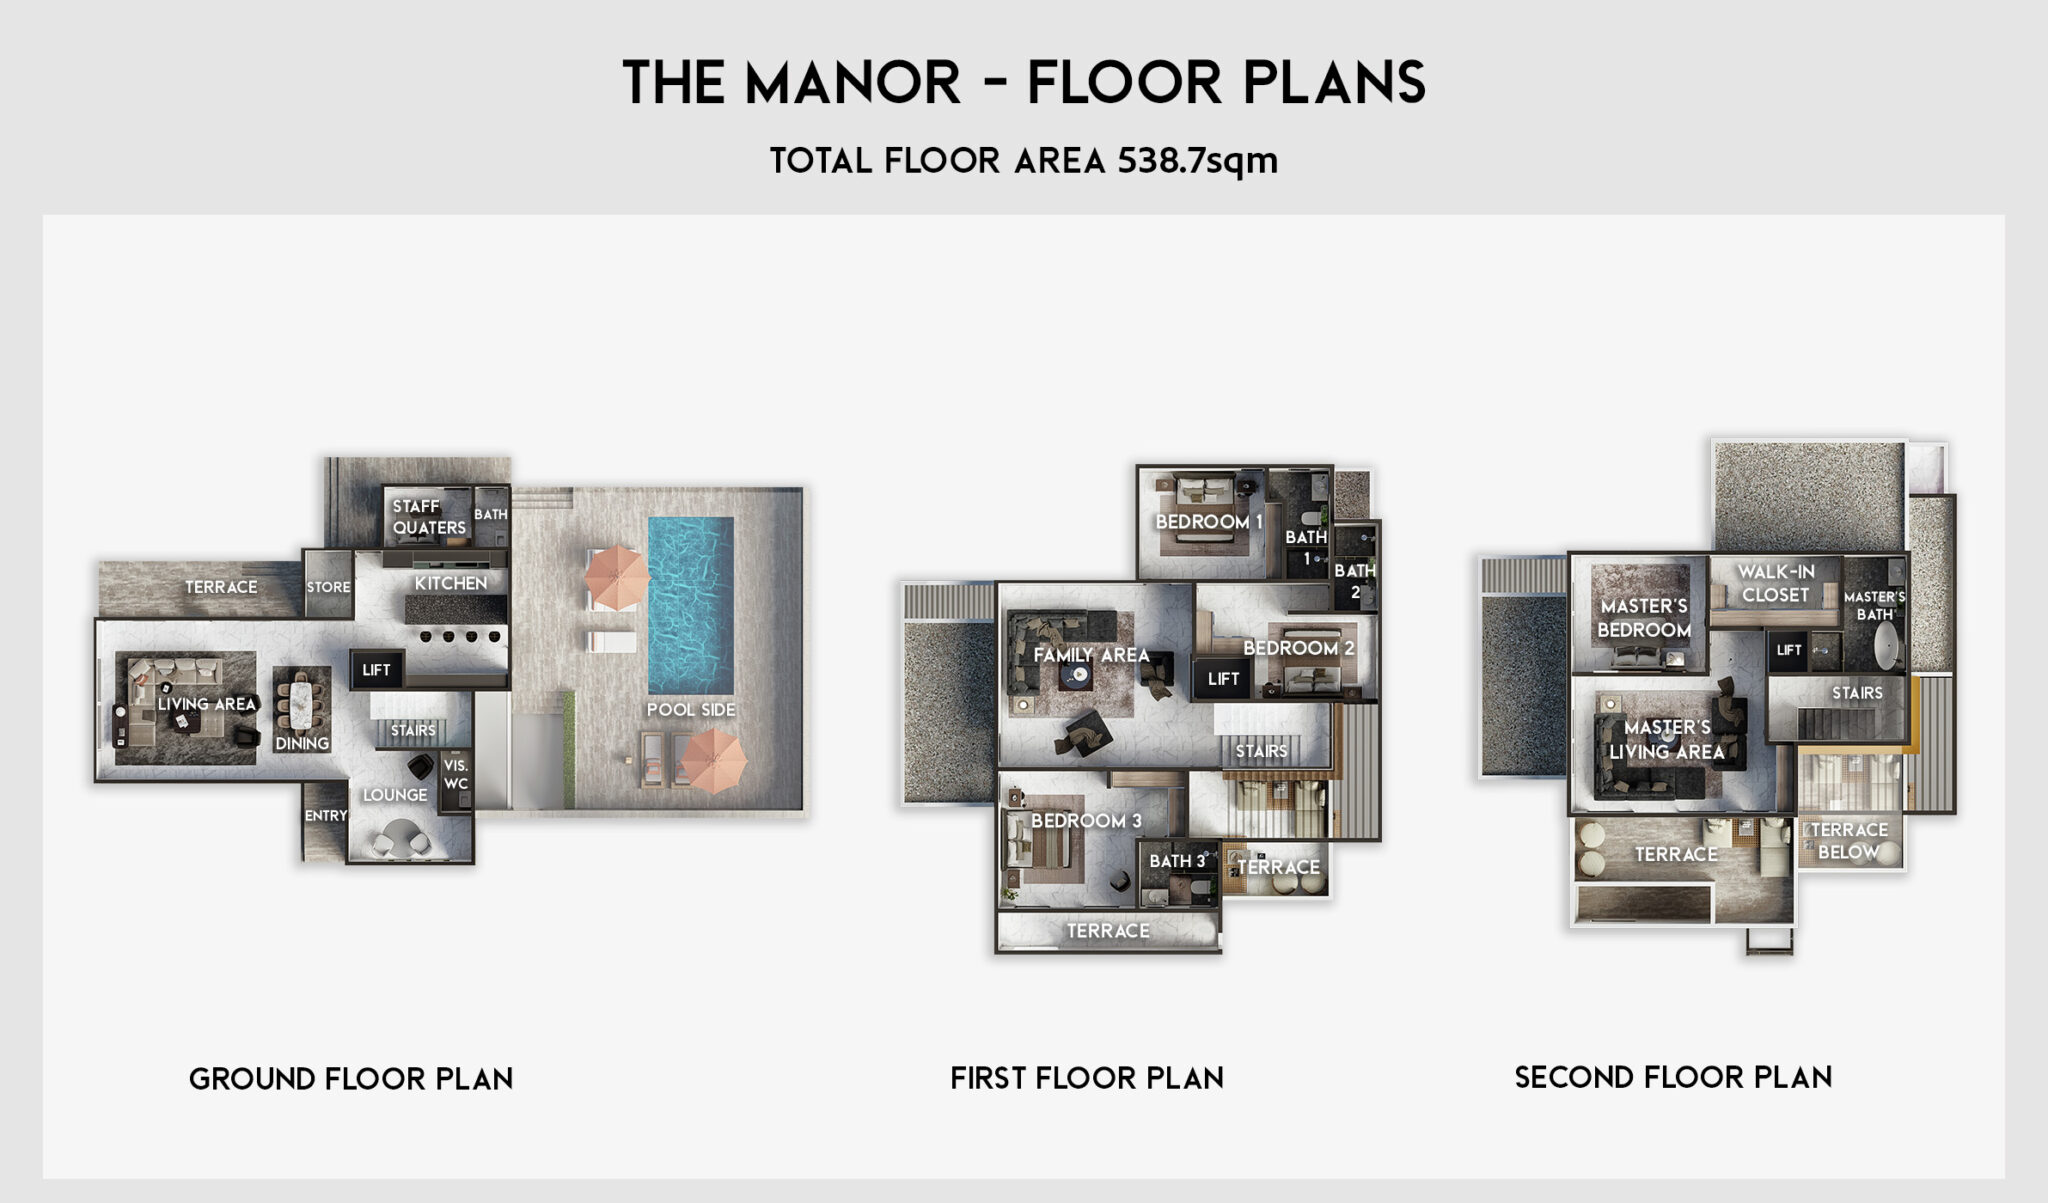 THE MANOR - FLOOR PLANS
TOTAL FLOOR AREA 538.7sqm
STAFF
QUATERS
BATH
TERRACE
STORE
KITCHEN
LIFT
LIVING AREA
DINING
STAIRS
VIS.
WC
LOUNGE
ENTRY
POOL SIDE
GROUND FLOOR PLAN
BEDROOM 1
BATH
1
BATH
2
FAMILY AREA
BEDROOM 2
LIFT
STAIRS
BEDROOM 3
BATH 3
TERRACE
TERRACE
FIRST FLOOR PLAN
WALK-IN
CLOSET
MASTER'S
BEDROOM
MASTER'S
BATH
LIFT
STAIRS
MASTER'S
LIVING AREA
TERRACE
TERRACE
BELOW
SECOND FLOOR PLAN